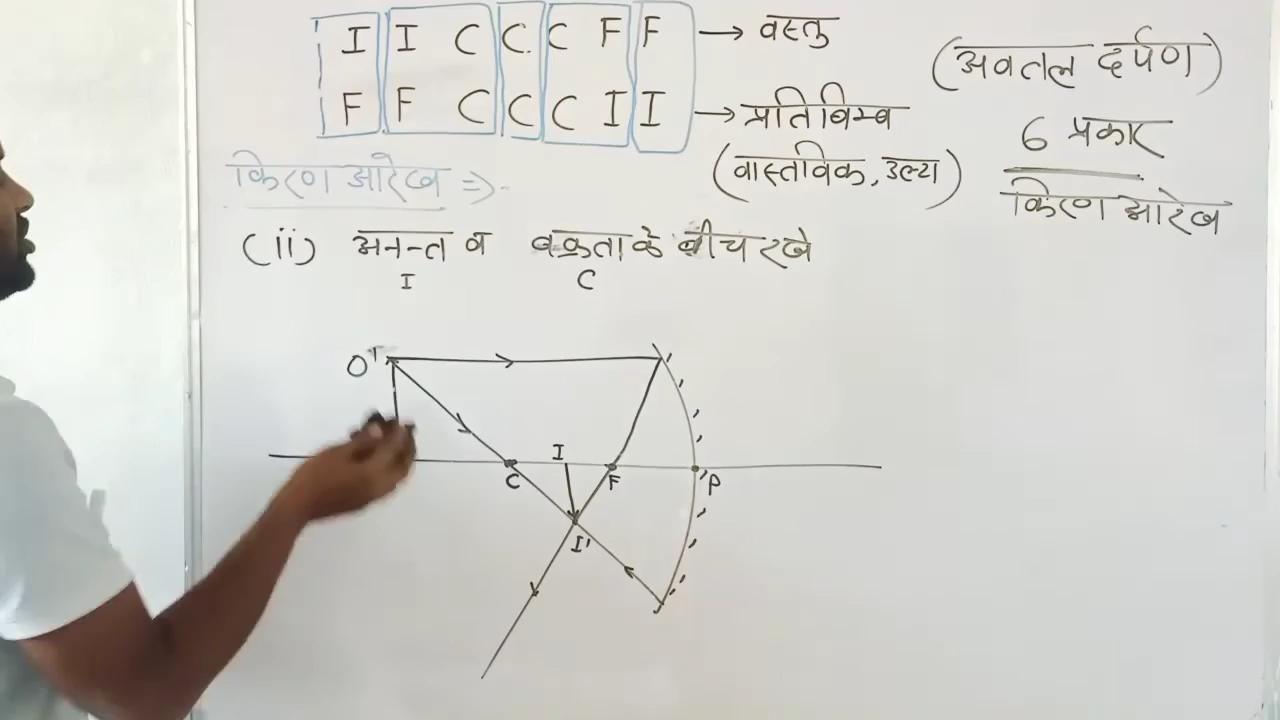 I I C C C F F → वस्तु
F F C C C I I → प्रतिबिम्ब
(वास्तविक, उल्टा)
(अवतल दर्पण)
6 प्रकार
किरण आरेख
किरण आरेख ⇒
(ii) अनन्त व वक्रता के बीच रखे
I C
O'
C I F P
I'